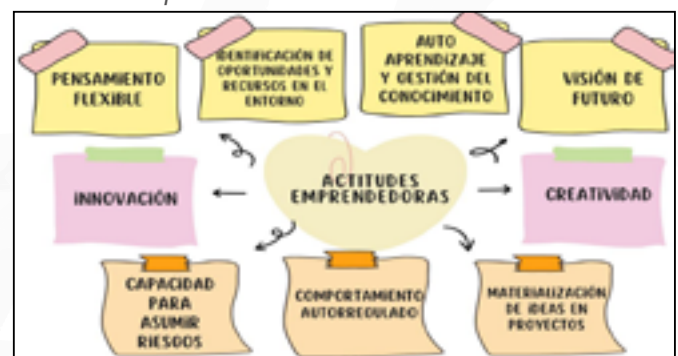 PENSAMIENTO
FLEXIBLE
IDENTIFICACIÓN DE
OPORTUNIDADES Y
RECURSOS EN EL
ENTORNO
AUTO
APRENDIZAJE
Y GESTIÓN DEL
CONOCIMIENTO
VISIÓN DE
FUTURO
INNOVACIÓN
ACTITUDES
EMPRENDEDORAS
CREATIVIDAD
CAPACIDAD
PARA
ASUMIR
RIESGOS
COMPORTAMIENTO
AUTORREGULADO
MATERIALIZACIÓN
DE IDEAS EN
PROYECTOS